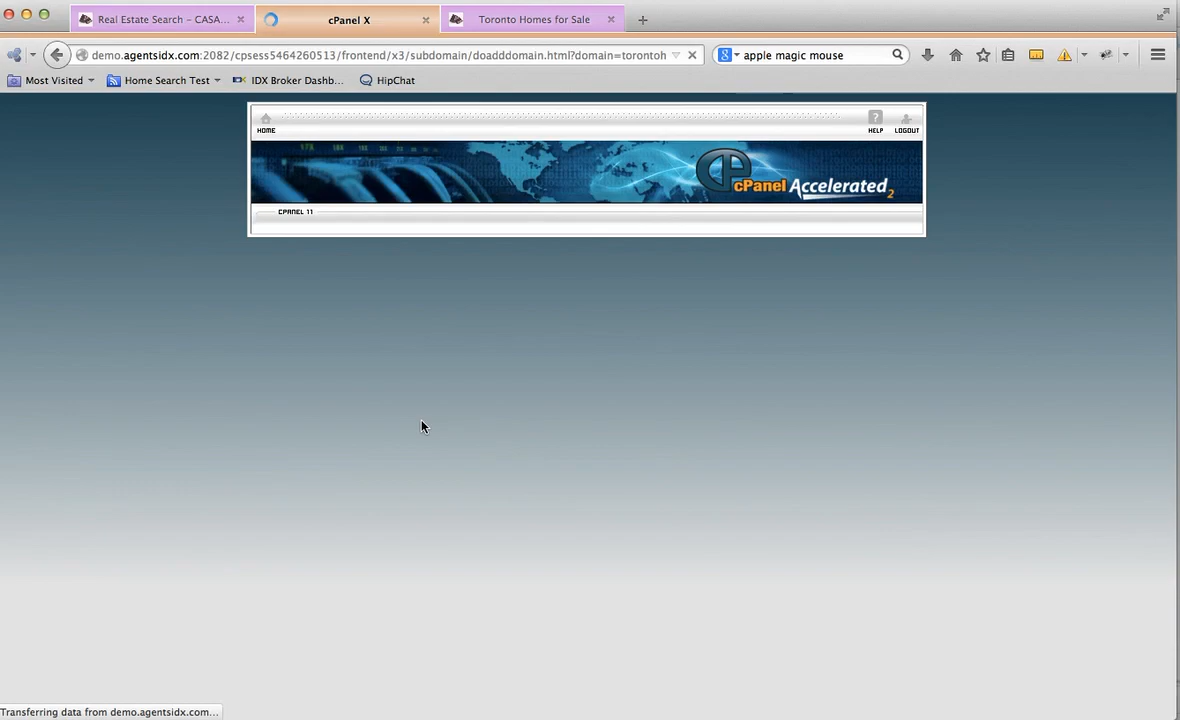 Real Estate Search – CASA...
cPanel X
Toronto Homes for Sale
demo.agentsidx.com:2082/cpsess5464260513/frontend/x3/subdomain/doadddomain.html?domain=torontoh
apple magic mouse
Most Visited
Home Search Test
IDX Broker Dashb...
HipChat
HOME
HELP
LOGOUT
cPanel Accelerated 2
CPANEL 11
Transferring data from demo.agentsidx.com...